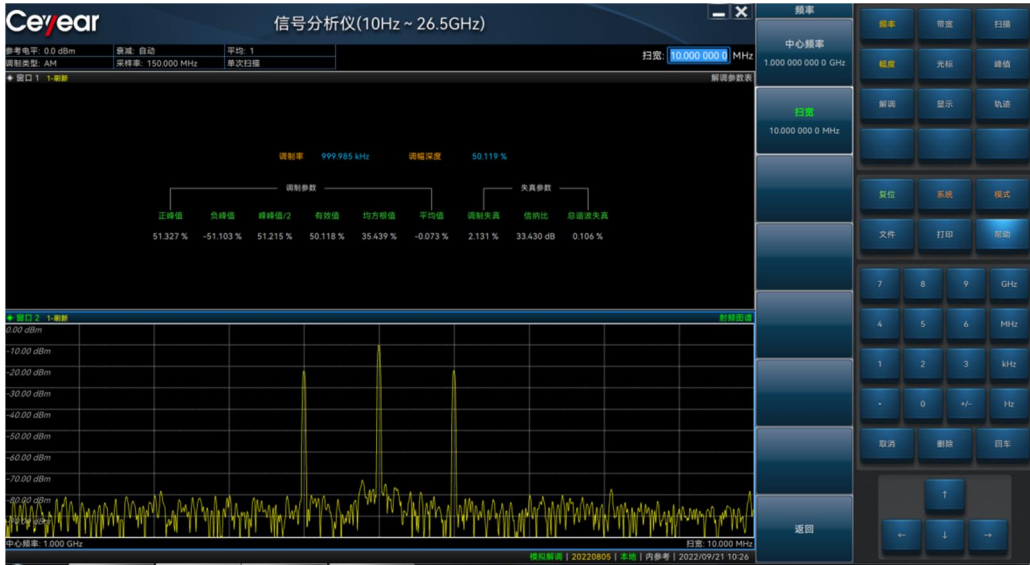 Ceyear
信号分析仪(10Hz ~ 26.5GHz)
频率
参考电平: 0.0 dBm 衰减: 自动 平均: 1
调制类型: AM 采样率: 150.000 MHz 单次扫描
扫宽: 10.000 000 0 MHz
窗口 1 1-刷新 解调参数表
调制率 999.985 kHz 调幅深度 50.119 %
调制参数 失真参数
正峰值 负峰值 峰峰值/2 有效值 均方根值 平均值 调制失真 信纳比 总谐波失真
51.327 % -51.103 % 51.215 % 50.118 % 35.439 % -0.073 % 2.131 % 33.430 dB 0.106 %
窗口 2 1-刷新 射频图谱
0.00 dBm
-10.00 dBm
-20.00 dBm
-30.00 dBm
-40.00 dBm
-50.00 dBm
-60.00 dBm
-70.00 dBm
-80.00 dBm
中心频率: 1.000 GHz 扫宽: 10.000 MHz
模拟解调 | 20220805 | 本地 | 内参考 | 2022/09/21 10:26
中心频率
1.000 000 000 0 GHz
扫宽
10.000 000 0 MHz
返回
频率 带宽 扫描
幅度 光标 峰值
解调 显示 轨迹
复位 系统 模式
文件 打印 帮助
7 8 9 GHz
4 5 6 MHz
1 2 3 kHz
• 0 +/- Hz
取消 删除 回车
↑
← ↓ →